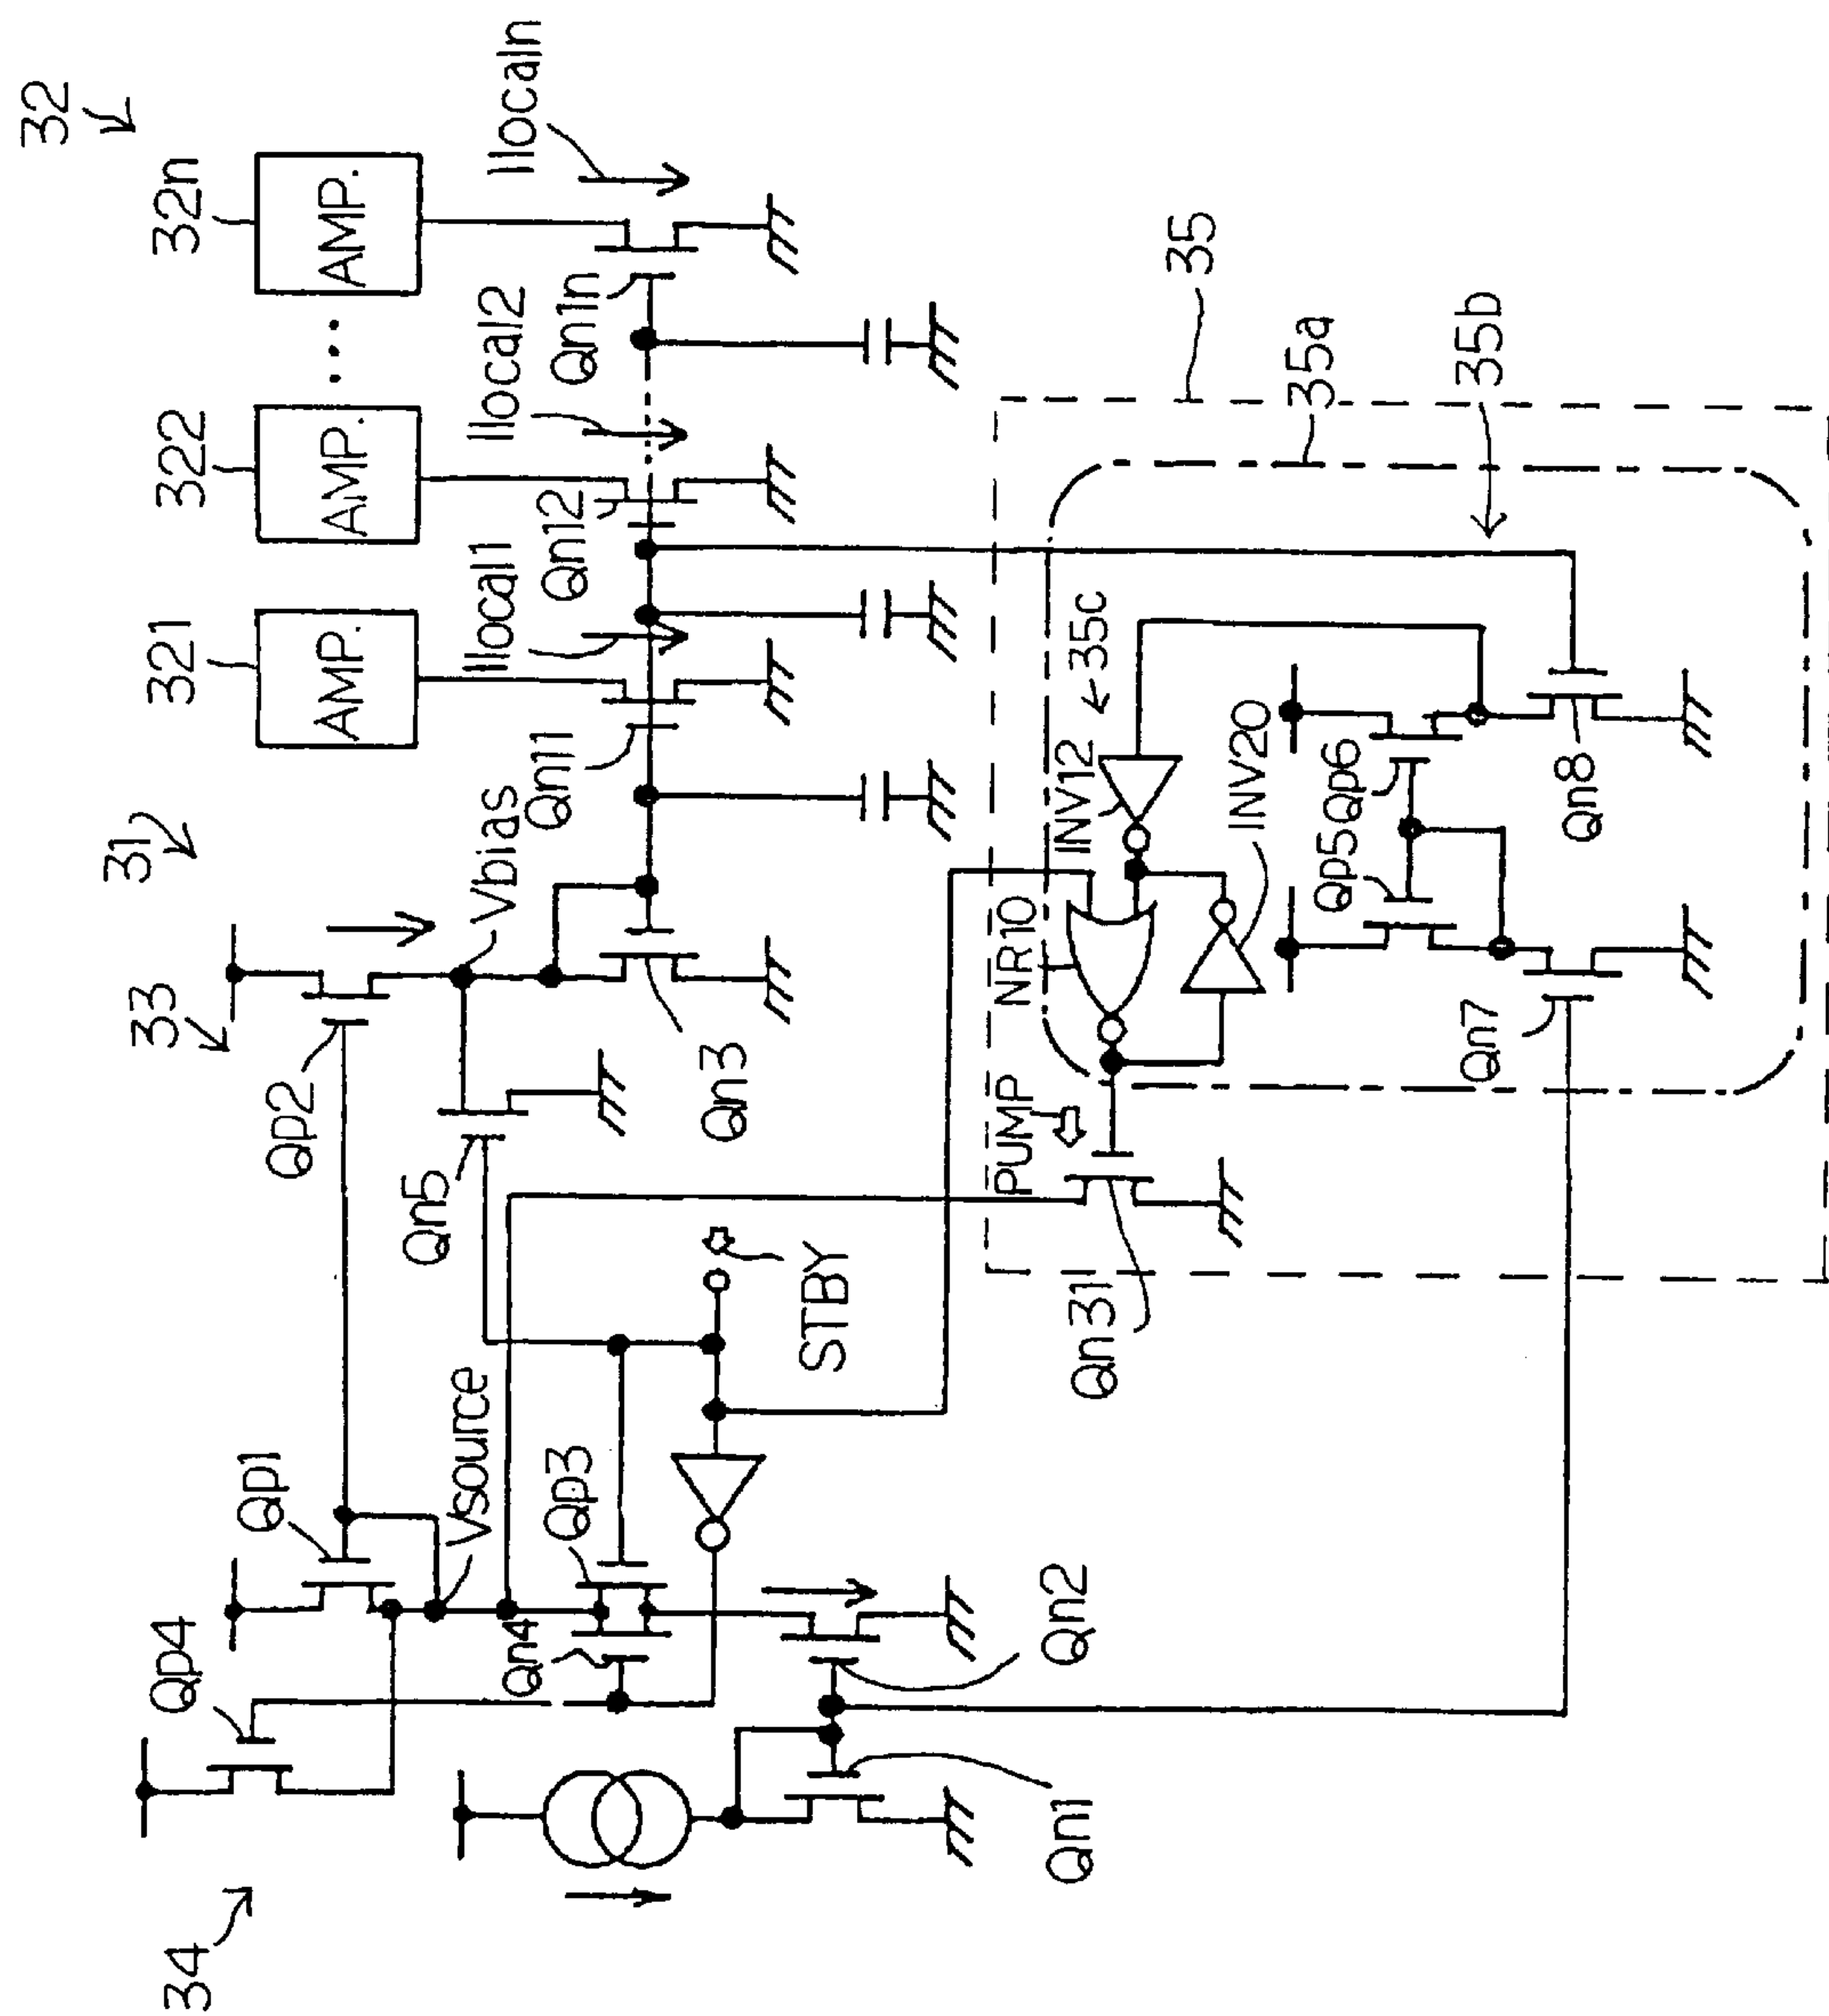 34
33
31
32
321
322
32n
AMP.
AMP.
...
AMP.
Qp4
Qp1
Qp2
Vsource
Vbias
Qn5
Qn3
Qn11
Ilocal1
Qn12
Ilocal2
Qn1n
Ilocaln
Qn4
Qp3
STBY
Qn1
Qn2
35
35a
35b
35c
PUMP
NR10
INV12
INV20
Qn31
Qp5
Qp6
Qn7
Qn8